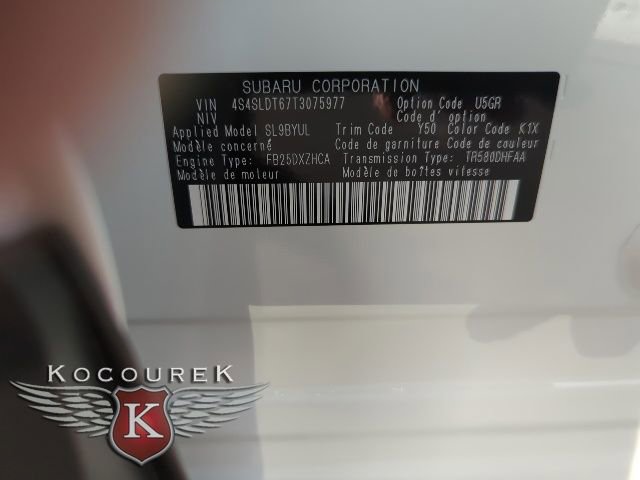 SUBARU CORPORATION
VIN 4S4SLDT67T3075977 Option Code U5GR
NIV Code d' option
Applied Model SL9BYUL Trim Code Y50 Color Code K1X
Modèle concerné Code de garniture Code de couleur
Engine Type FB25DXZHCA Transmission Type TR580DHFAA
Modèle de moteur Modèle de boîtes vitesse
KOCOUREK
K